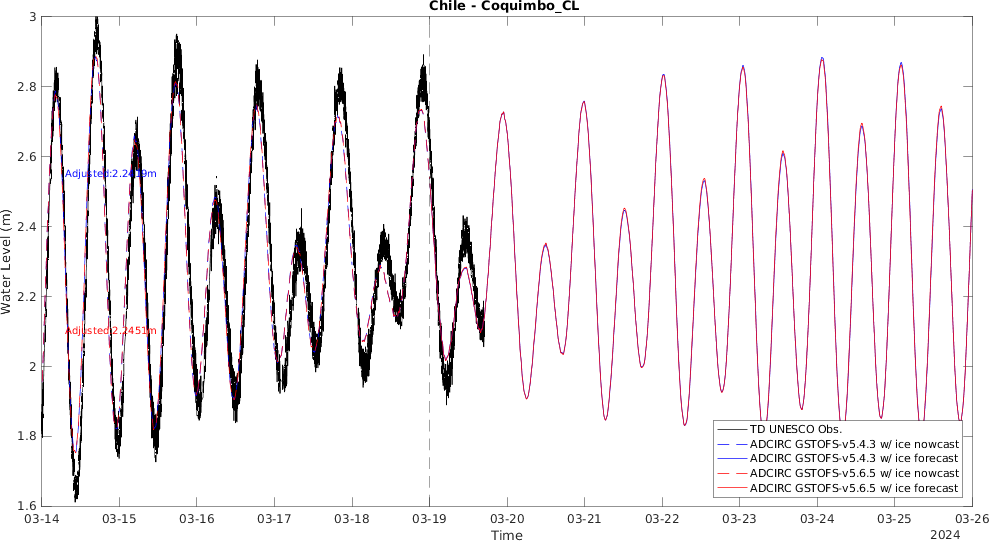 Chile - Coquimbo_CL
3
2.8
2.6
2.4
2.2
2
1.8
1.6
Water Level (m)
Adjusted:2.2451m
TD UNESCO Obs.
ADCIRC GSTOFS-v5.4.3 w/ ice nowcast
ADCIRC GSTOFS-v5.4.3 w/ ice forecast
ADCIRC GSTOFS-v5.6.5 w/ ice nowcast
ADCIRC GSTOFS-v5.6.5 w/ ice forecast
03-14 03-15 03-16 03-17 03-18 03-19 03-20 03-21 03-22 03-23 03-24 03-25 03-26
Time
2024